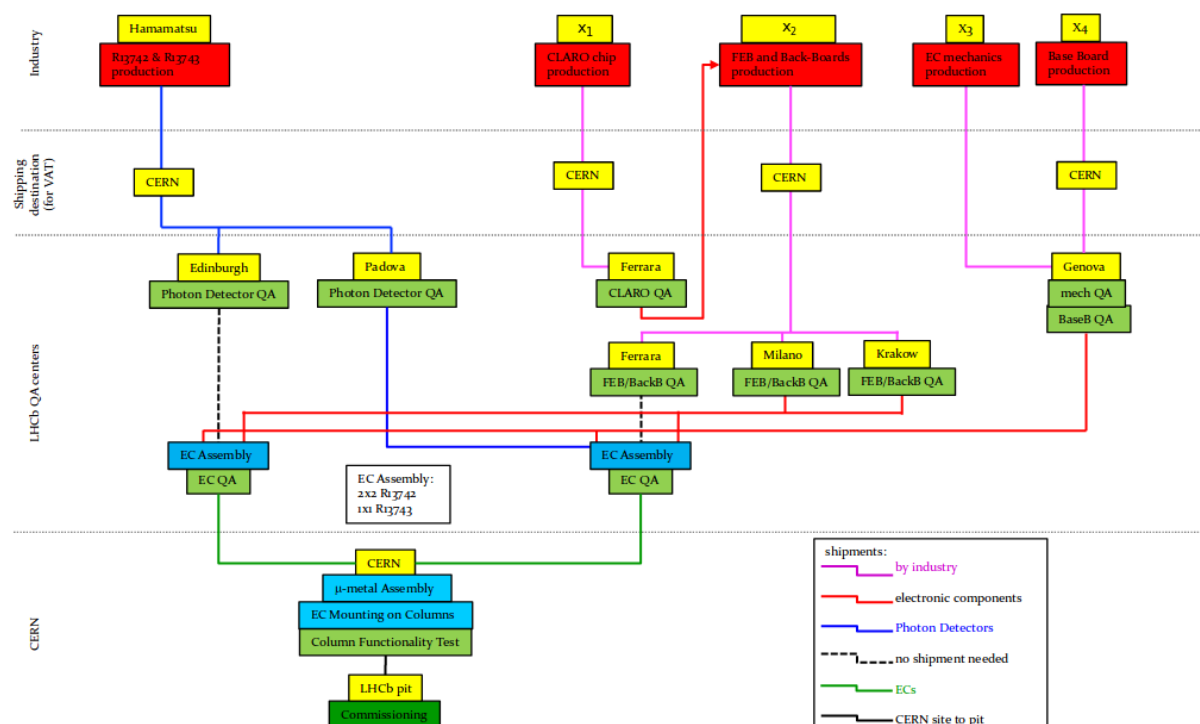 Industry
Hamamatsu
R13742 & R13743
production
X1
CLARO chip
production
X2
FEB and Back-Boards
production
X3
EC mechanics
production
X4
Base Board
production
Shipping
destination
(for VAT)
CERN
CERN
CERN
CERN
LHCb QA centers
Edinburgh
Photon Detector QA
Padova
Photon Detector QA
Ferrara
CLARO QA
Genova
mech QA
BaseB QA
Ferrara
FEB/BackB QA
Milano
FEB/BackB QA
Krakow
FEB/BackB QA
EC Assembly
EC QA
EC Assembly:
2x2 R13742
1x1 R13743
EC Assembly
EC QA
CERN
CERN
μ-metal Assembly
EC Mounting on Columns
Column Functionality Test
LHCb pit
Commissioning
shipments:
by industry
electronic components
Photon Detectors
no shipment needed
ECs
CERN site to pit